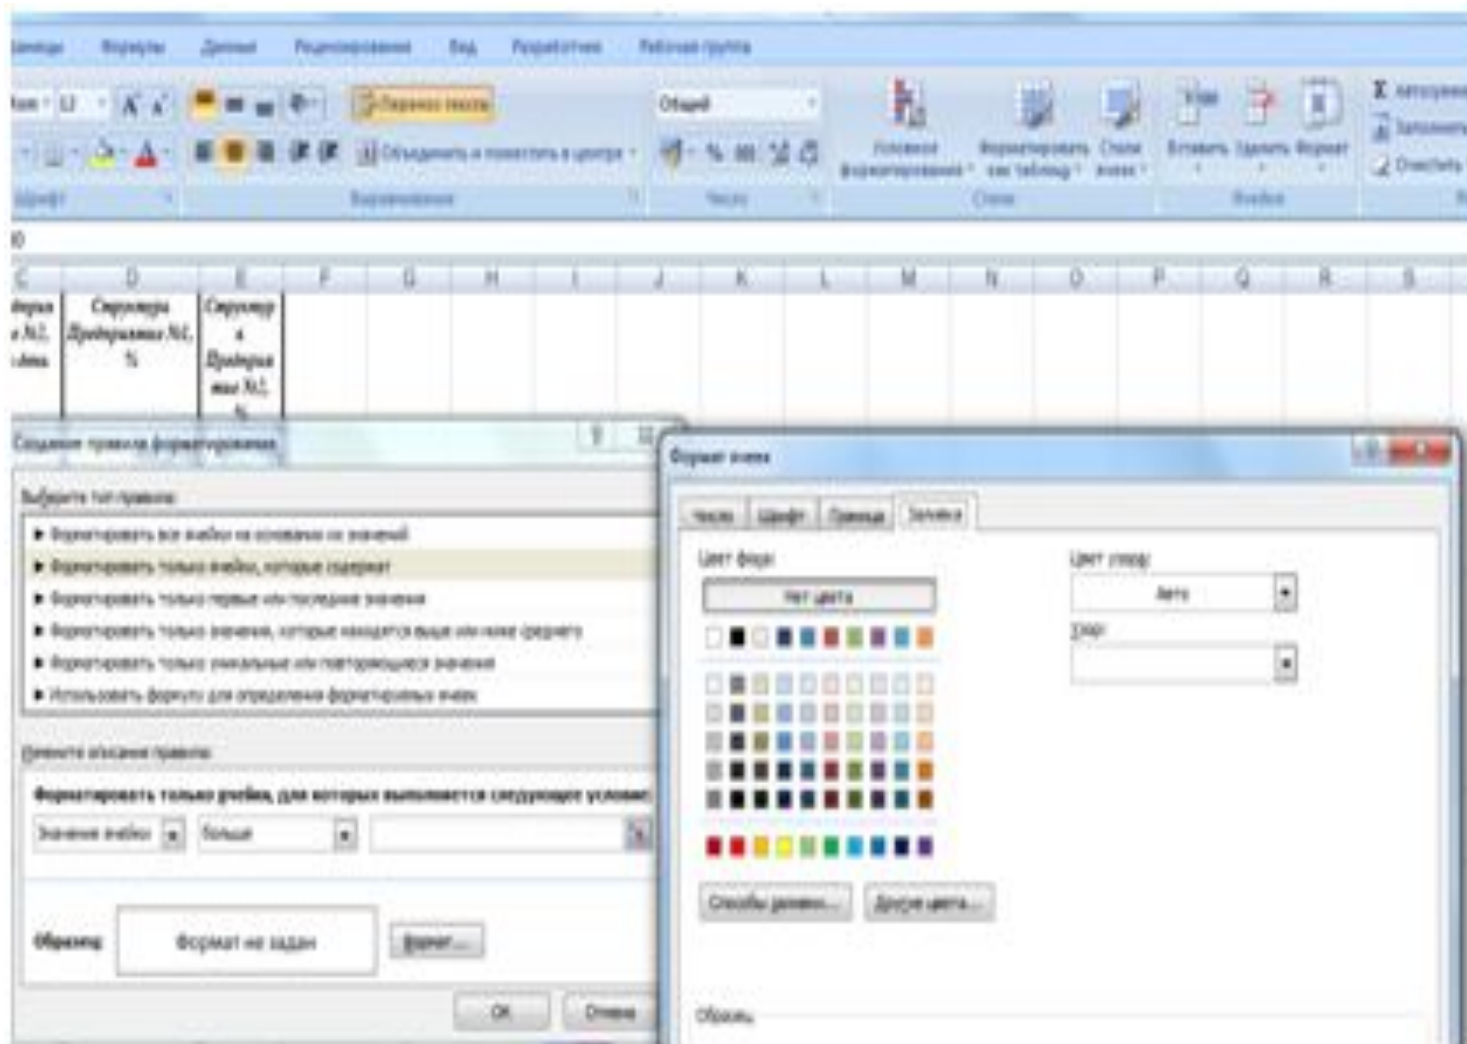 Формулы Данные Рецензирование Вид Разработчик Рабочая группа
12 Перенос текста Общий Σ
Объединить и поместить в центре % 000 Условное форматирование Форматировать как таблицу Стили ячеек Вставить Удалить Формат Заполнить
Очистить
Шрифт Выравнивание Число Стили Ячейки
C D E F G H I J K L M N O P Q R S
Структура Предприятие №1, %
Структура Предприятие №2, %
Создание правила форматирования
Выберите тип правила:
► Форматировать все ячейки на основании их значений
► Форматировать только ячейки, которые содержат
► Форматировать только первые или последние значения
► Форматировать только значения, которые находятся выше или ниже среднего
► Форматировать только уникальные или повторяющиеся значения
► Использовать формулу для определения форматируемых ячеек
Измените описание правила:
Форматировать только ячейки, для которых выполняется следующее условие:
Значение ячейки больше
Образец: Формат не задан Формат...
ОК Отмена
Формат ячеек
Число Шрифт Граница Заливка
Цвет фона:
Нет цвета
Цвет узора:
Авто
Узор:
Способы заливки... Другие цвета...
Образец